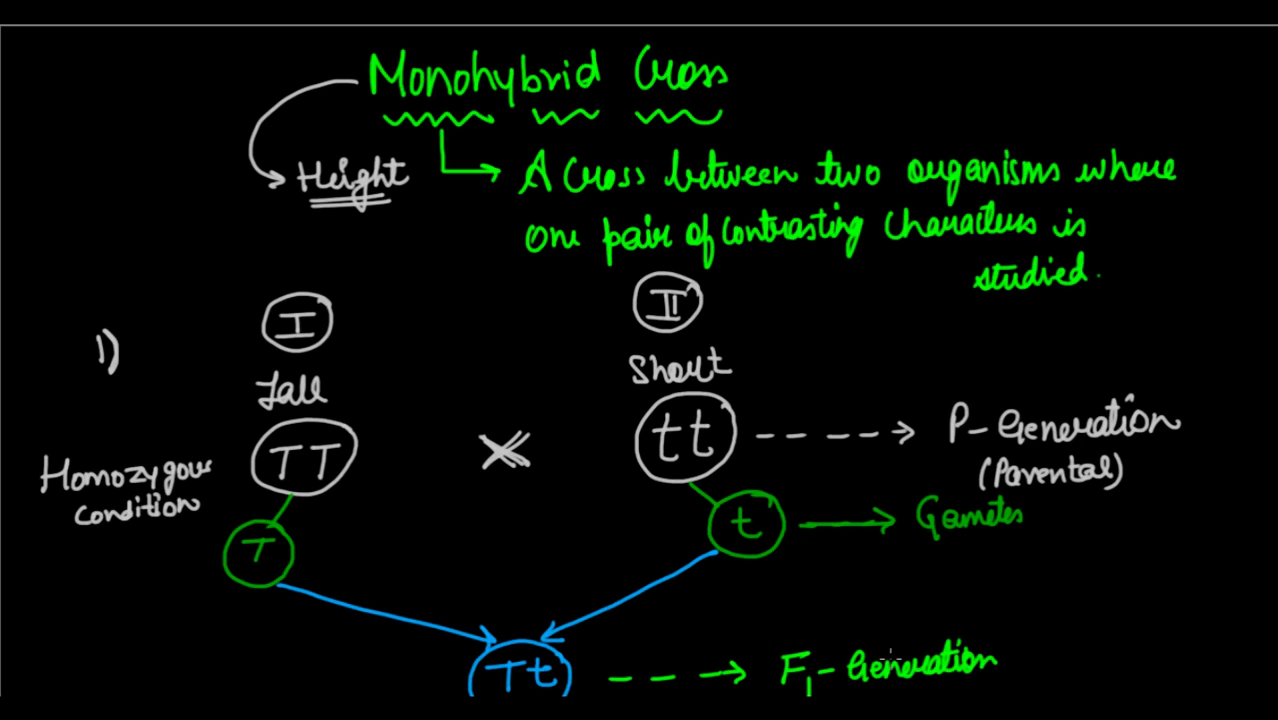 Monohybrid Cross
Height
A Cross between two organisms where
one pair of contrasting characters is
studied.
I
II
1)
Tall
Short
TT
tt
P-Generation
(Parental)
Homozygous
condition
T
t
Gametes
Tt
F1-Generation